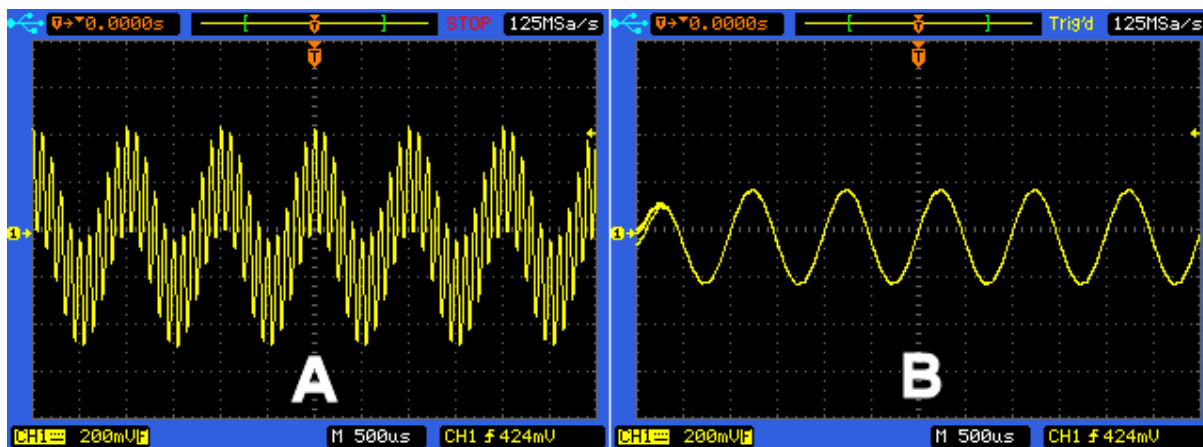 T→▼0.0000s T STOP 125MSa/s
T
1
A
CH1 200mV F M 500us CH1 424mV
T→▼0.0000s T Trig'd 125MSa/s
T
1
B
CH1 200mV F M 500us CH1 424mV